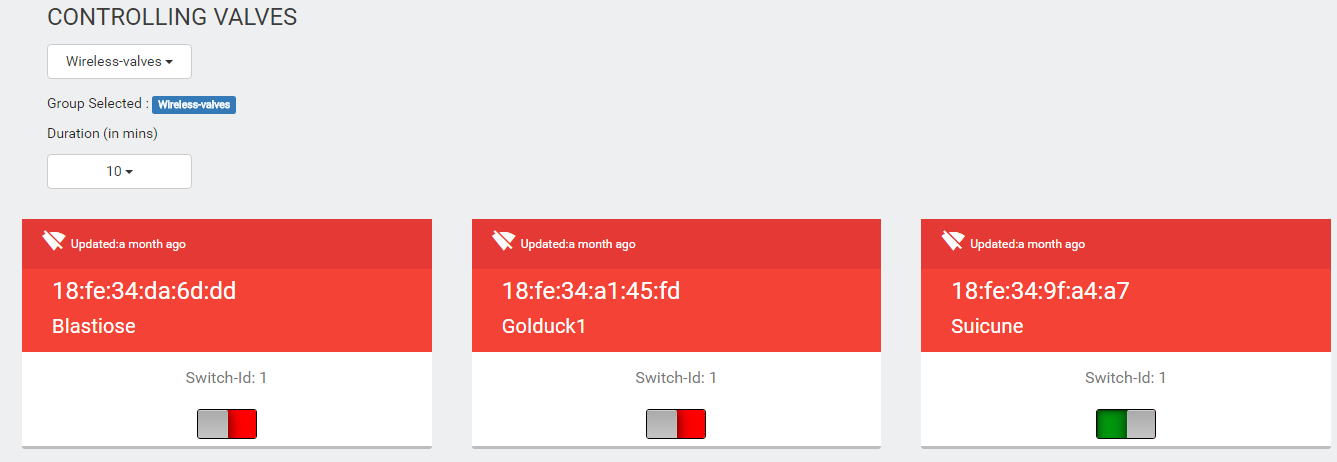 CONTROLLING VALVES
Wireless-valves
Group Selected : Wireless-valves
Duration (in mins)
10
Updated:a month ago
18:fe:34:da:6d:dd
Blastiose
Switch-Id: 1
Updated:a month ago
18:fe:34:a1:45:fd
Golduck1
Switch-Id: 1
Updated:a month ago
18:fe:34:9f:a4:a7
Suicune
Switch-Id: 1